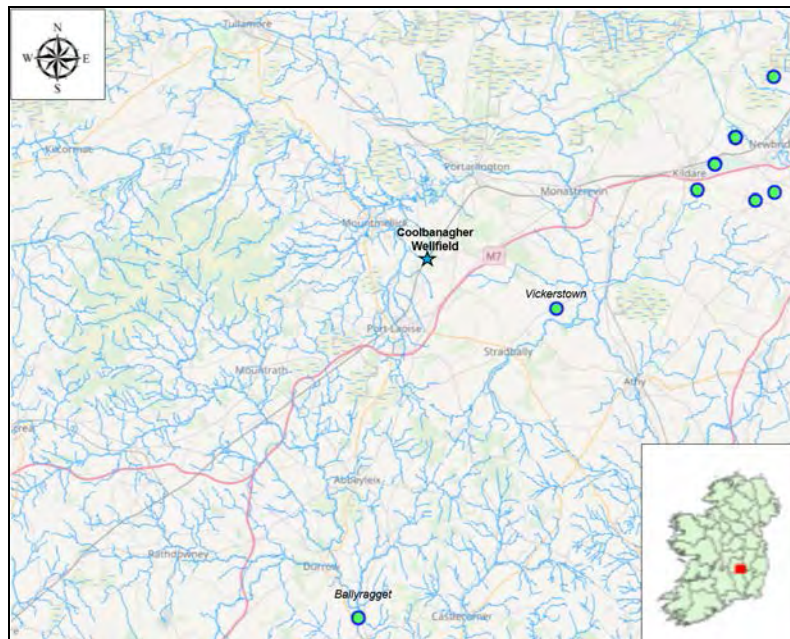 N
W E
S
Tullamore
Kilcormac
Portarlington
Newbrid
Kildare
Monasterevin
Mountmellick
Coolbanagher
Wellfield
M7
Vickerstown
Port Laoise
Stradbally
Mountrath
Athy
crea
Abbeyleix
Rathdowney
Durrow
Ballyragget
Castlecomer